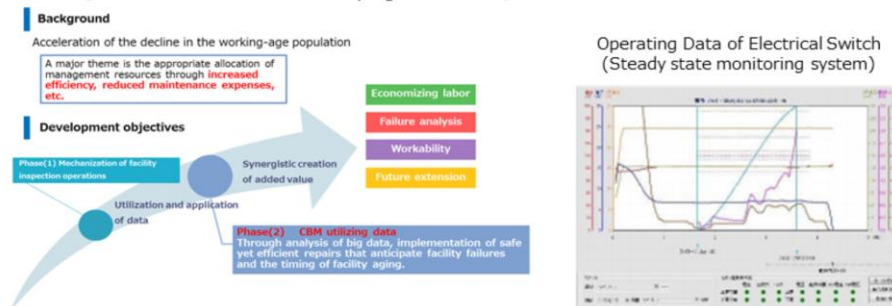 Background
Acceleration of the decline in the working-age population
A major theme is the appropriate allocation of
management resources through increased
efficiency, reduced maintenance expenses,
etc.
Development objectives
Phase(1) Mechanization of facility
inspection operations
Utilization and application
of data
Synergistic creation
of added value
Phase(2) CBM utilizing data
Through analysis of big data, implementation of safe
yet efficient repairs that anticipate facility failures
and the timing of facility aging.
Economizing labor
Failure analysis
Workability
Future extension
Operating Data of Electrical Switch
(Steady state monitoring system)